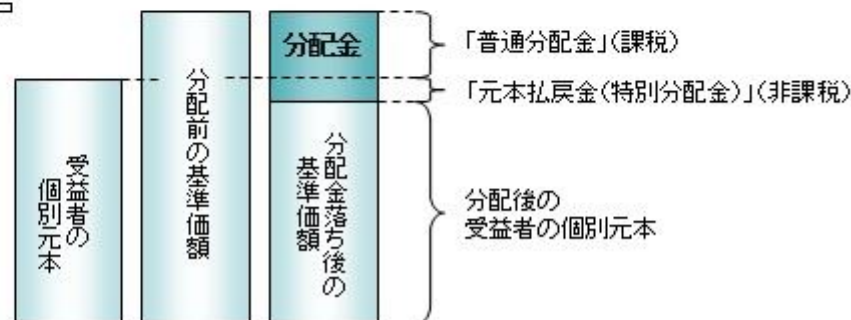 受益者の
個別元本
分配前の基準価額
分配金
分配金落ち後の
基準価額
「普通分配金」(課税)
「元本払戻金(特別分配金)」(非課税)
分配後の
受益者の個別元本